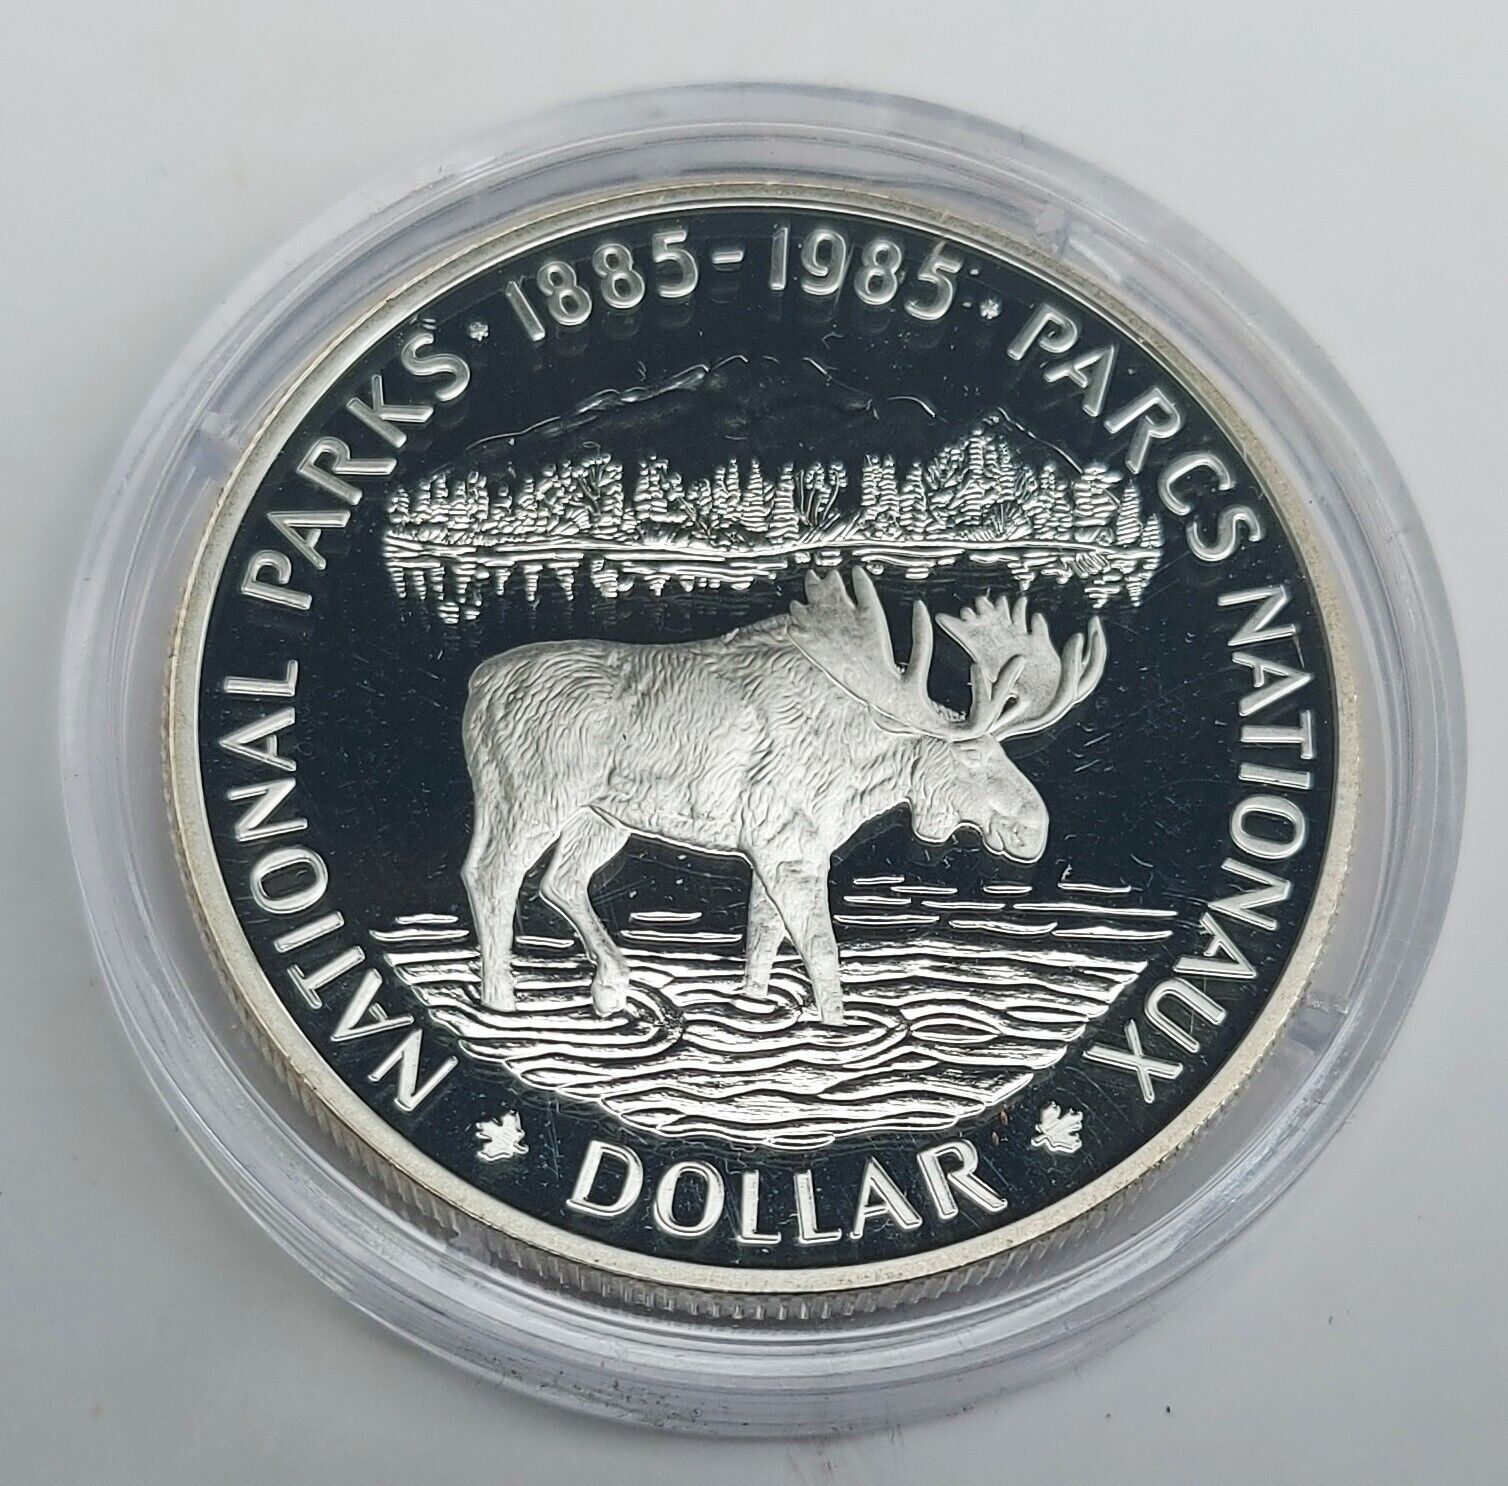 NATIONAL PARKS · 1885-1985 · PARCS NATIONAUX
DOLLAR